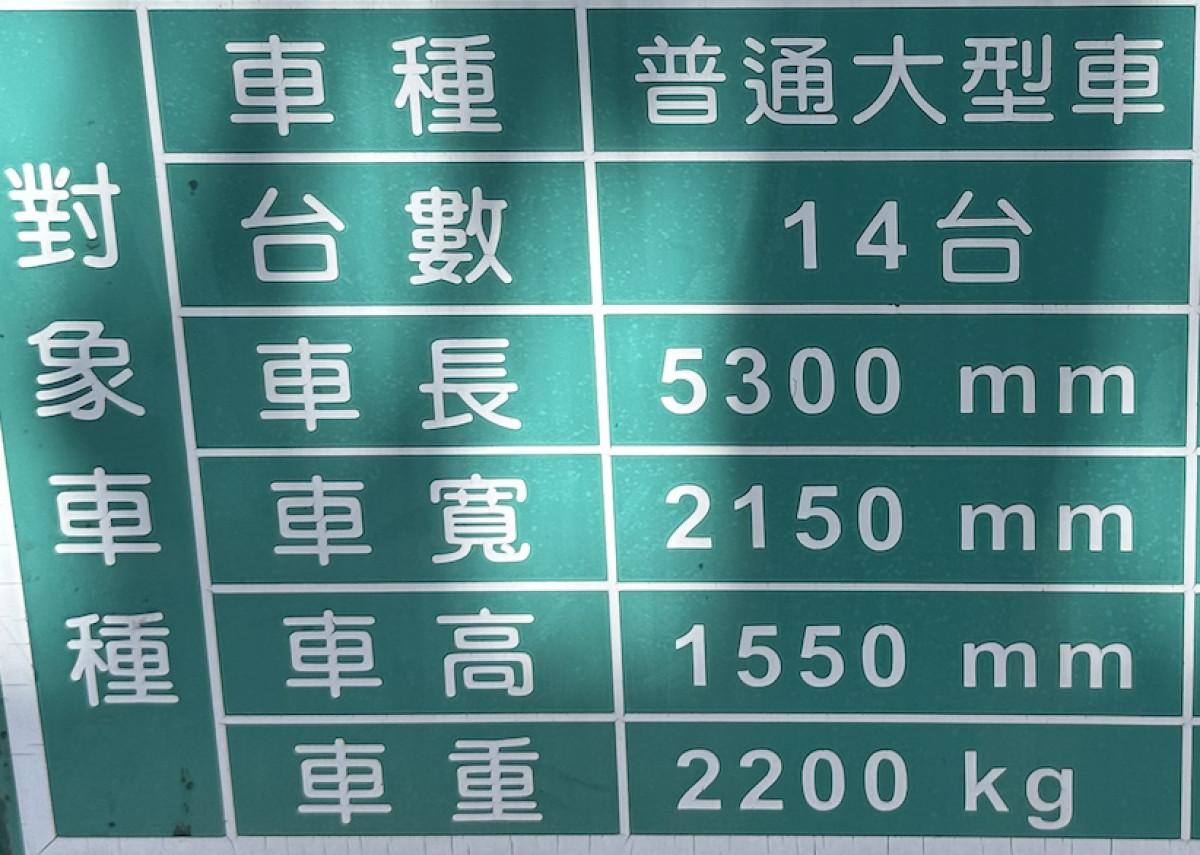 對象車種
車種 普通大型車
台數 14台
車長 5300 mm
車寬 2150 mm
車高 1550 mm
車重 2200 kg